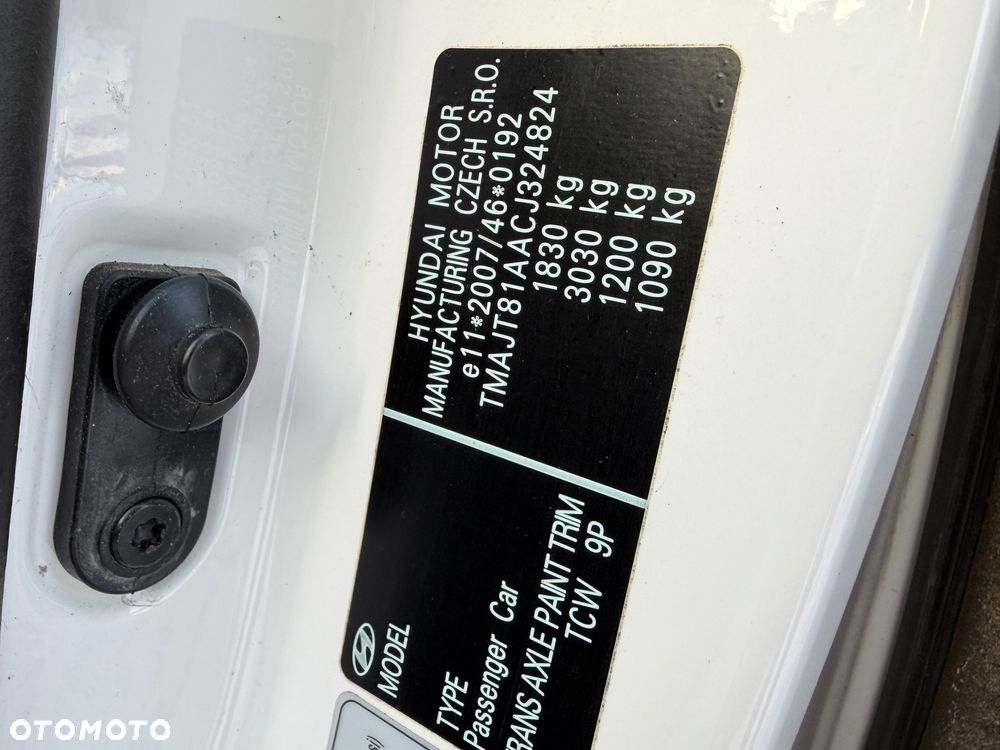 HYUNDAI MOTOR
MANUFACTURING CZECH S.R.O.
e11*2007/46*0192
TMAJT81AACJ324824
1830 kg
3030 kg
1200 kg
1090 kg
MODEL
TYPE
Passenger Car
TRANS AXLE PAINT TRIM
TCW 9P
OTOMOTO